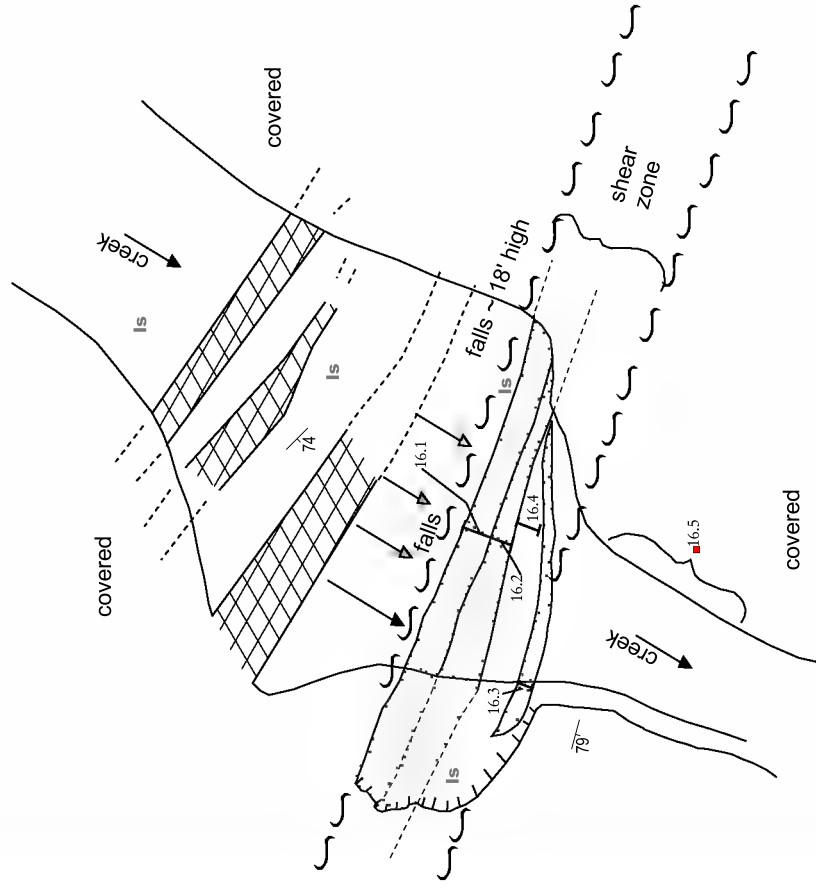 covered
shear
zone
creek
ls
falls ~ 18' high
ls
ls
74
16.1
falls
16.4
covered
16.5
covered
16.2
creek
16.3
79
ls